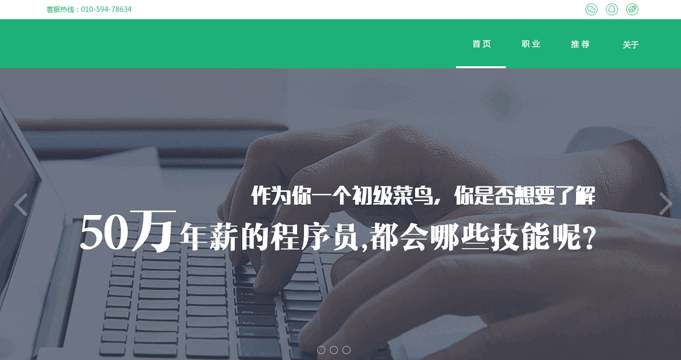 客服热线：010-594-78634
首页 职业 推荐 关于
作为你一个初级菜鸟，你是否想要了解
50万年薪的程序员,都会哪些技能呢?